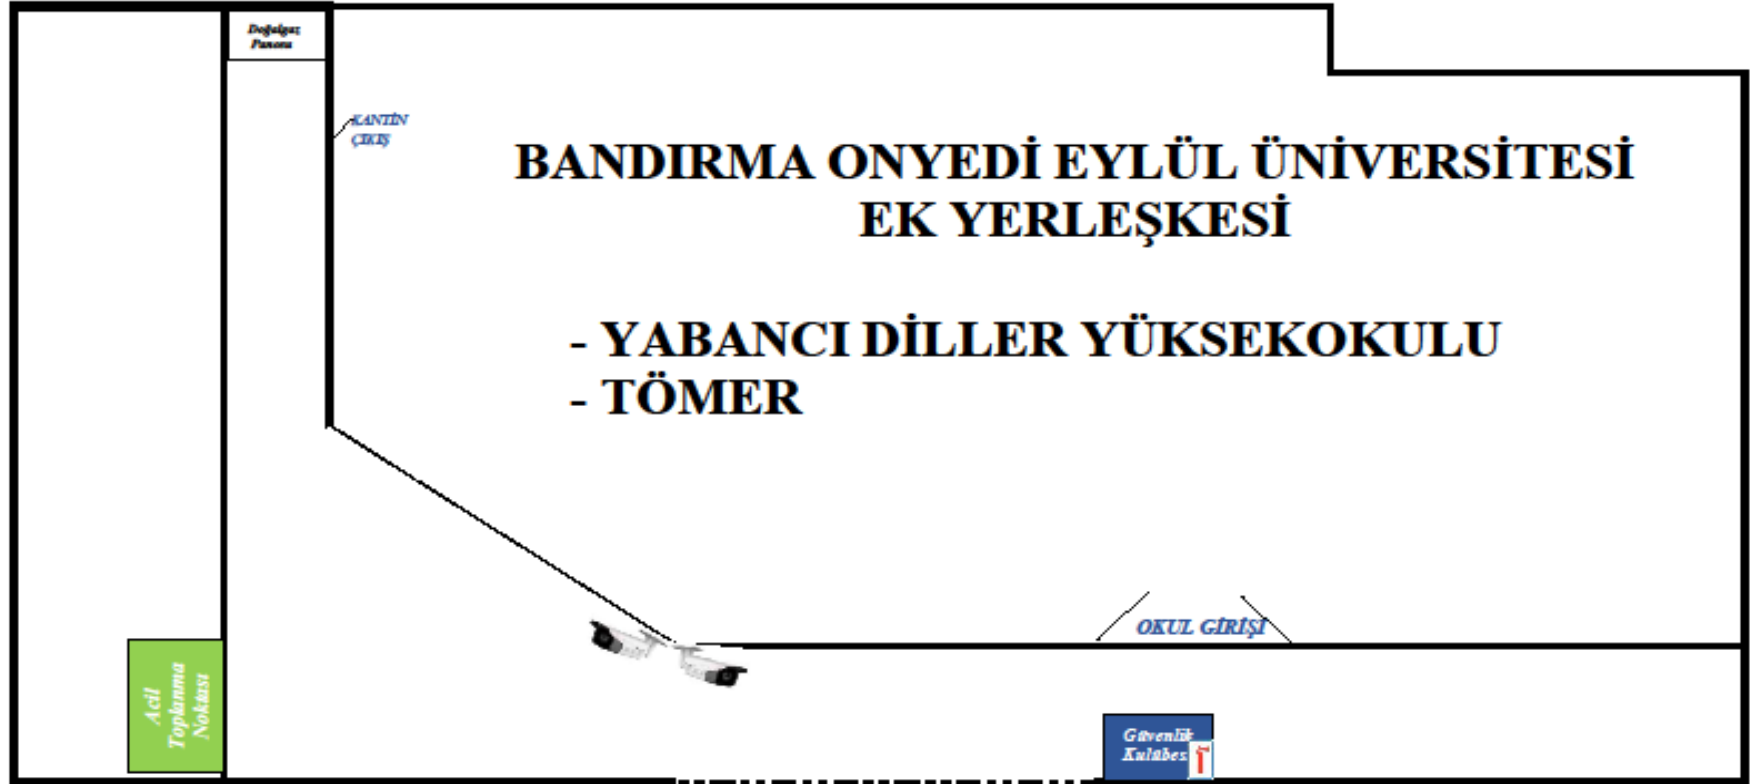 Doğalgaz
Panosu
KANTİN
ÇIKIŞ
BANDIRMA ONYEDİ EYLÜL ÜNİVERSİTESİ
EK YERLEŞKESİ
- YABANCI DİLLER YÜKSEKOKULU
- TÖMER
OKUL GİRİŞİ
Acil
Toplanma
Noktası
Güvenlik
Kulübes